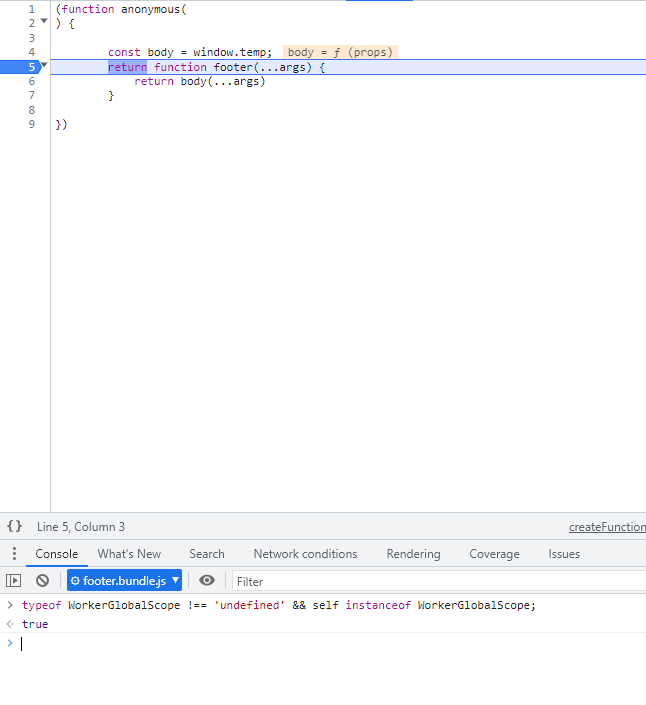 1 (function anonymous(
2 ) {
3
4 const body = window.temp; body = ƒ (props)
5 return function footer(...args) {
6 return body(...args)
7 }
8
9 })
{} Line 5, Column 3 createFunction
Console What's New Search Network conditions Rendering Coverage Issues
footer.bundle.js ▼ Filter
> typeof WorkerGlobalScope !== 'undefined' && self instanceof WorkerGlobalScope;
true
>